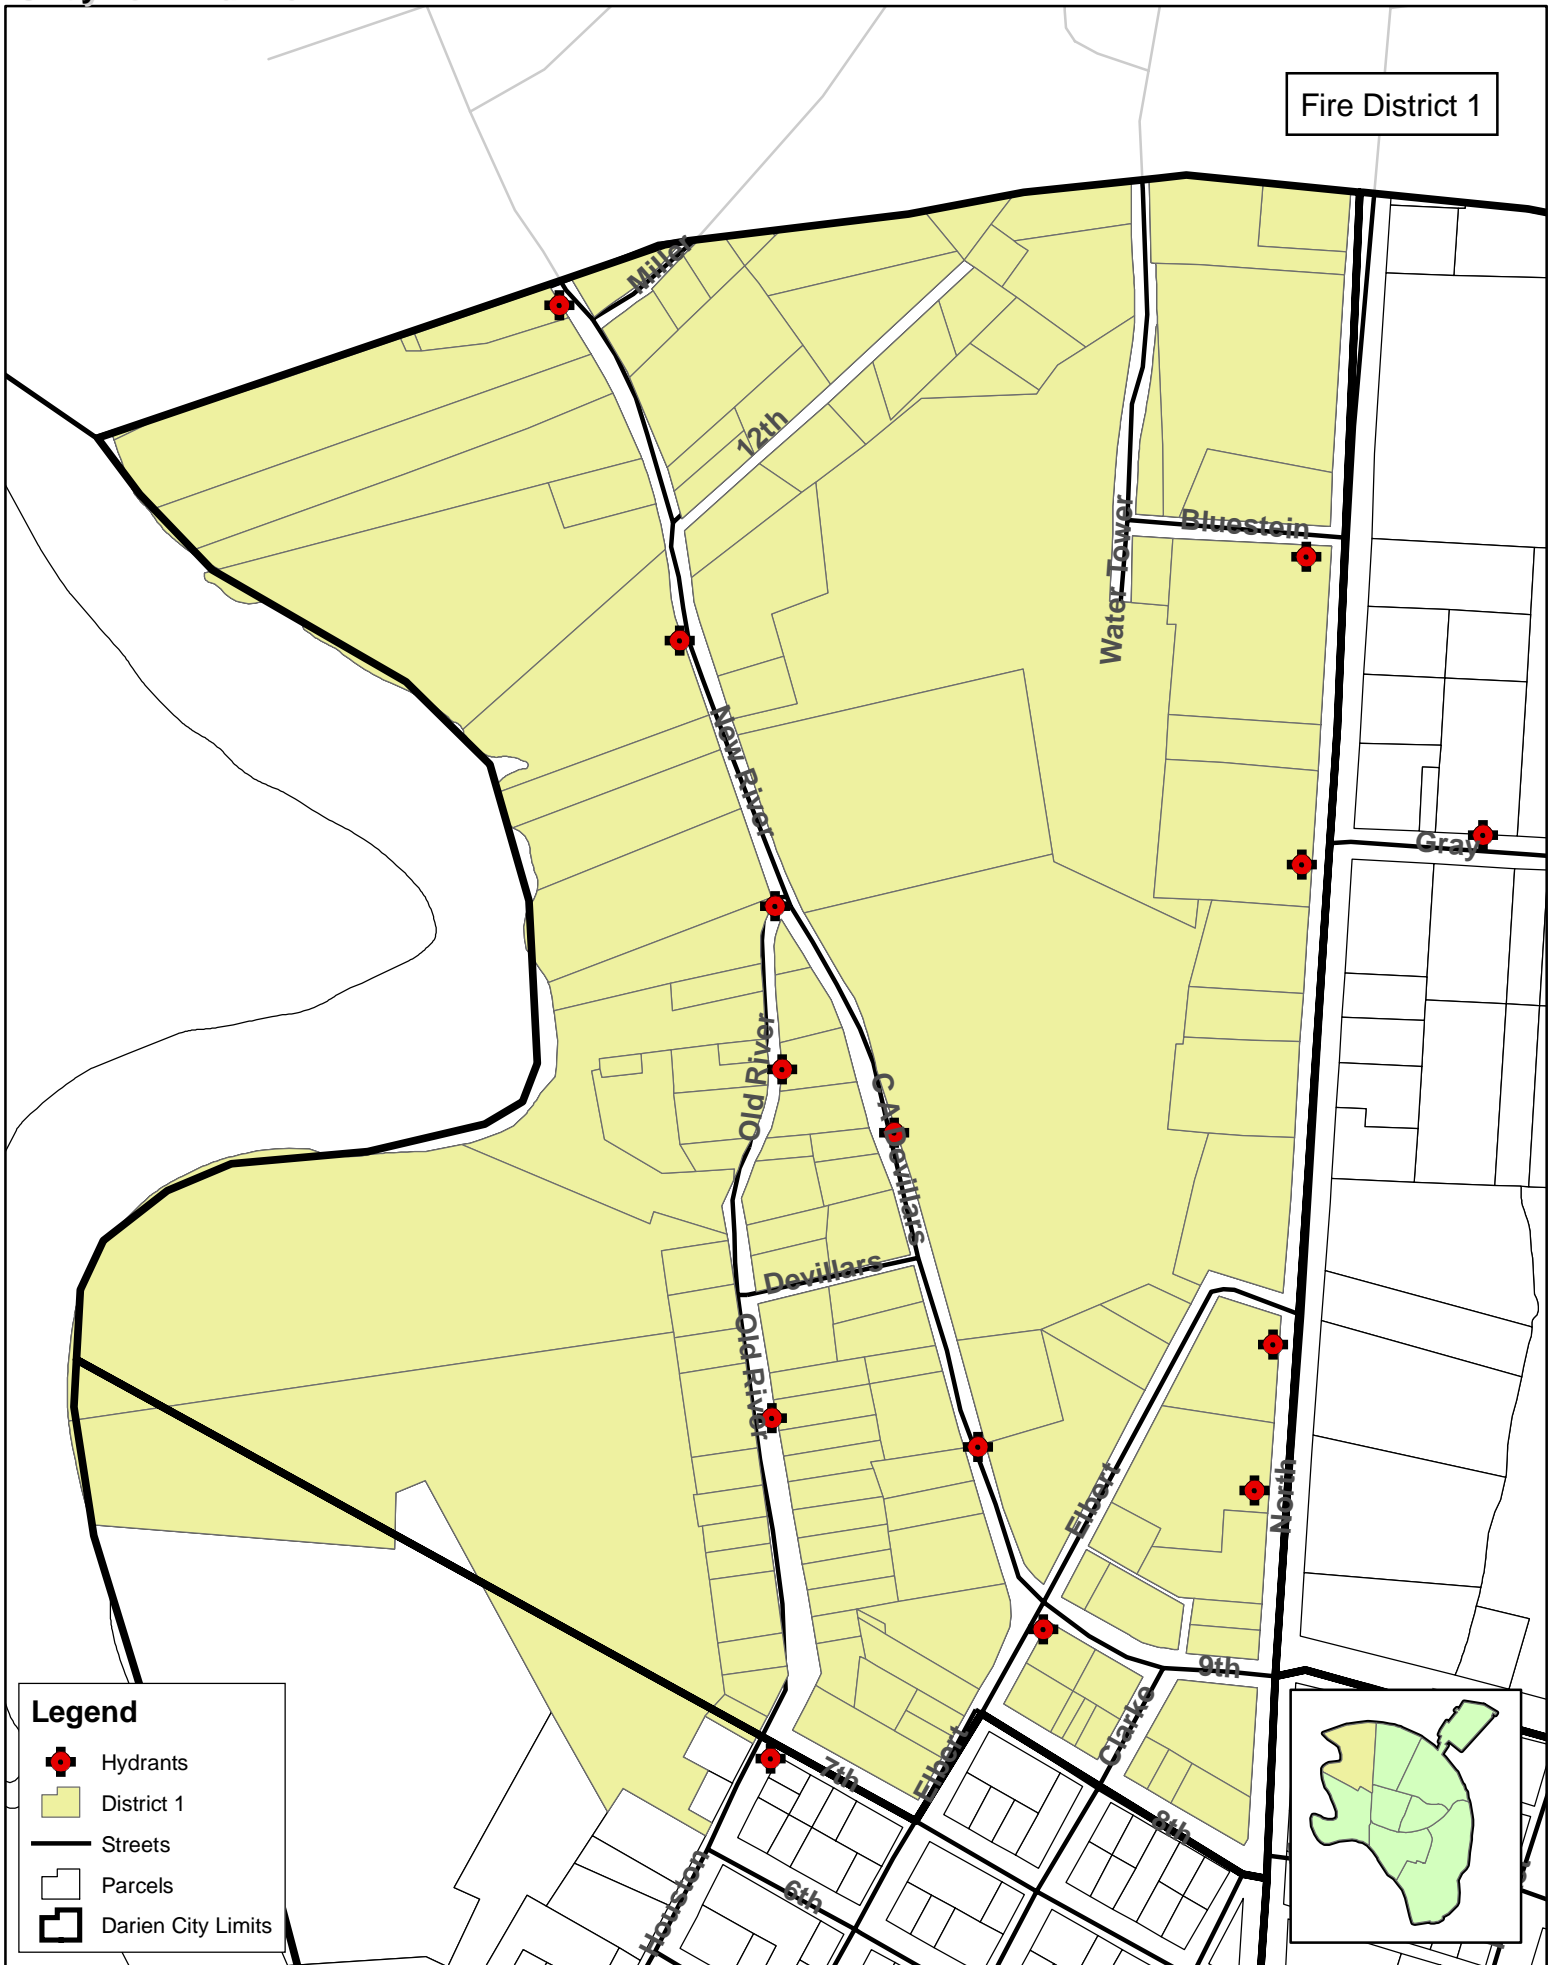 Fire District 1
Miller
12th
Bluestein
Water Tower
New River
Gray
Old River
C A Devillars
Devillars
Old River
Elbert
North
9th
Clarke
Elbert
7th
8th
6th
Houston
Legend
Hydrants
District 1
Streets
Parcels
Darien City Limits